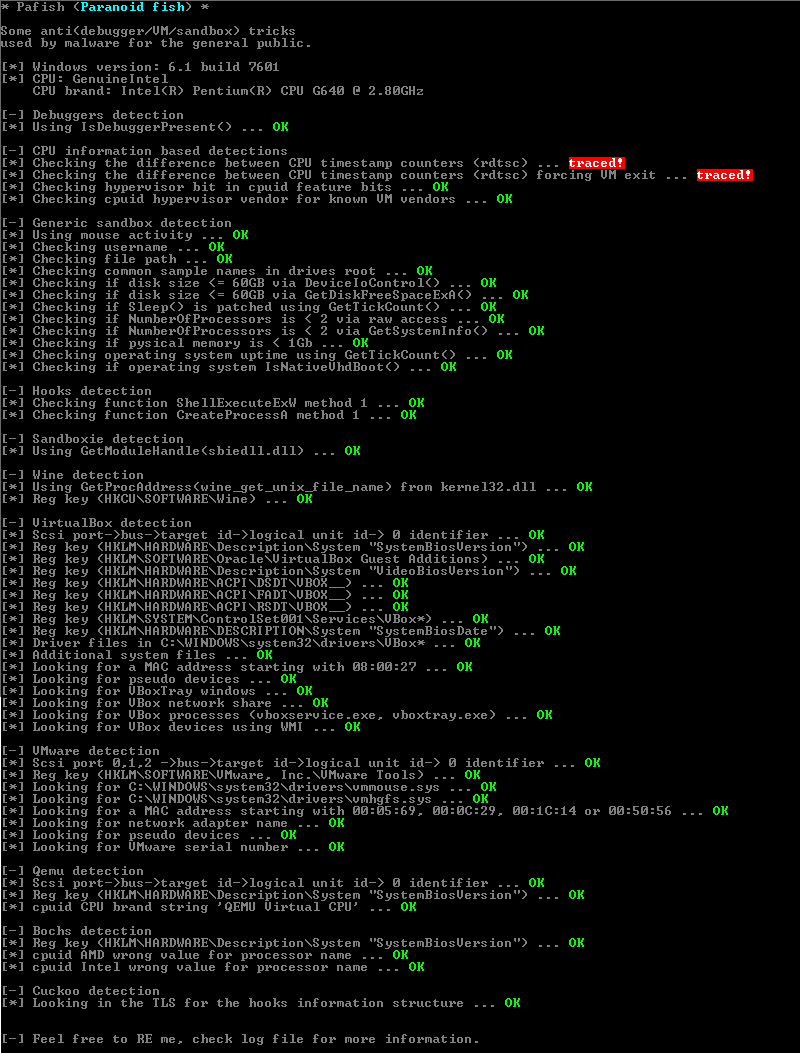 * Pafish (Paranoid fish) *
Some anti(debugger/VM/sandbox) tricks
used by malware for the general public.
[*] Windows version: 6.1 build 7601
[*] CPU: GenuineIntel
CPU brand: Intel(R) Pentium(R) CPU G640 @ 2.80GHz
[-] Debuggers detection
[*] Using IsDebuggerPresent() ... OK
[-] CPU information based detections
[*] Checking the difference between CPU timestamp counters (rdtsc) ... traced!
[*] Checking the difference between CPU timestamp counters (rdtsc) forcing VM exit ... traced!
[*] Checking hypervisor bit in cpuid feature bits ... OK
[*] Checking cpuid hypervisor vendor for known VM vendors ... OK
[-] Generic sandbox detection
[*] Using mouse activity ... OK
[*] Checking username ... OK
[*] Checking file path ... OK
[*] Checking common sample names in drives root ... OK
[*] Checking if disk size <= 60GB via DeviceIoControl() ... OK
[*] Checking if disk size <= 60GB via GetDiskFreeSpaceExA() ... OK
[*] Checking if Sleep() is patched using GetTickCount() ... OK
[*] Checking if NumberOfProcessors is < 2 via raw access ... OK
[*] Checking if NumberOfProcessors is < 2 via GetSystemInfo() ... OK
[*] Checking if pysical memory is < 1Gb ... OK
[*] Checking operating system uptime using GetTickCount() ... OK
[*] Checking if operating system IsNativeVhdBoot() ... OK
[-] Hooks detection
[*] Checking function ShellExecuteExW method 1 ... OK
[*] Checking function CreateProcessA method 1 ... OK
[-] Sandboxie detection
[*] Using GetModuleHandle(sbiedll.dll) ... OK
[-] Wine detection
[*] Using GetProcAddress(wine_get_unix_file_name) from kernel32.dll ... OK
[*] Reg key (HKCU\SOFTWARE\Wine) ... OK
[-] VirtualBox detection
[*] Scsi port->bus->target id->logical unit id-> 0 identifier ... OK
[*] Reg key (HKLM\HARDWARE\Description\System "SystemBiosVersion") ... OK
[*] Reg key (HKLM\SOFTWARE\Oracle\VirtualBox Guest Additions) ... OK
[*] Reg key (HKLM\HARDWARE\Description\System "VideoBiosVersion") ... OK
[*] Reg key (HKLM\HARDWARE\ACPI\DSDT\VBOX__) ... OK
[*] Reg key (HKLM\HARDWARE\ACPI\FADT\VBOX__) ... OK
[*] Reg key (HKLM\HARDWARE\ACPI\RSDT\VBOX__) ... OK
[*] Reg key (HKLM\SYSTEM\ControlSet001\Services\VBox*) ... OK
[*] Reg key (HKLM\HARDWARE\DESCRIPTION\System "SystemBiosDate") ... OK
[*] Driver files in C:\WINDOWS\system32\drivers\VBox* ... OK
[*] Additional system files ... OK
[*] Looking for a MAC address starting with 08:00:27 ... OK
[*] Looking for pseudo devices ... OK
[*] Looking for VBoxTray windows ... OK
[*] Looking for VBox network share ... OK
[*] Looking for VBox processes (vboxservice.exe, vboxtray.exe) ... OK
[*] Looking for VBox devices using WMI ... OK
[-] VMware detection
[*] Scsi port 0,1,2 ->bus->target id->logical unit id-> 0 identifier ... OK
[*] Reg key (HKLM\SOFTWARE\VMware, Inc.\VMware Tools) ... OK
[*] Looking for C:\WINDOWS\system32\drivers\vmmouse.sys ... OK
[*] Looking for C:\WINDOWS\system32\drivers\vmhgfs.sys ... OK
[*] Looking for a MAC address starting with 00:05:69, 00:0C:29, 00:1C:14 or 00:50:56 ... OK
[*] Looking for network adapter name ... OK
[*] Looking for pseudo devices ... OK
[*] Looking for VMware serial number ... OK
[-] Qemu detection
[*] Scsi port->bus->target id->logical unit id-> 0 identifier ... OK
[*] Reg key (HKLM\HARDWARE\Description\System "SystemBiosVersion") ... OK
[*] cpuid CPU brand string 'QEMU Virtual CPU' ... OK
[-] Bochs detection
[*] Reg key (HKLM\HARDWARE\Description\System "SystemBiosVersion") ... OK
[*] cpuid AMD wrong value for processor name ... OK
[*] cpuid Intel wrong value for processor name ... OK
[-] Cuckoo detection
[*] Looking in the TLS for the hooks information structure ... OK
[-] Feel free to RE me, check log file for more information.